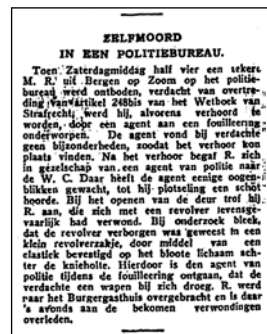 ZELFMOORD
IN EEN POLITIEBUREAU.
Toen Zaterdagmiddag half vier een zekere
M. R. uit Bergen op Zoom op het politie-
bureau werd ontboden, verdacht van overtre-
ding van artikel 248bis van het Wetboek van
Strafrecht, werd hij, alvorens verhoord te
worden, door een agent aan een fouilleering
onderworpen. De agent vond bij verdachte
geen bijzonderheden, zoodat het verhoor kon
plaats vinden. Na het verhoor begaf R. zich
in gezelschap van een agent van politie naar
de W. C. Daar heeft de agent eenige oogen-
blikken gewacht, tot hij plotseling een schot
hoorde. Bij het openen van de deur trof hij
R. aan, die zich met een revolver levensge-
vaarlijk had verwond. Bij onderzoek bleek,
dat de revolver verborgen was geweest in een
klein revolverzakje, door middel van een
elastiek bevestigd op het bloote lichaam ach-
ter de knieholte. Hierdoor is den agent van
politie tijdens de fouilleering ontgaan, dat de
verdachte een wapen bij zich droeg. R. werd
naar het Burgergasthuis overgebracht en is daar
's avonds aan de bekomen verwondingen
overleden.